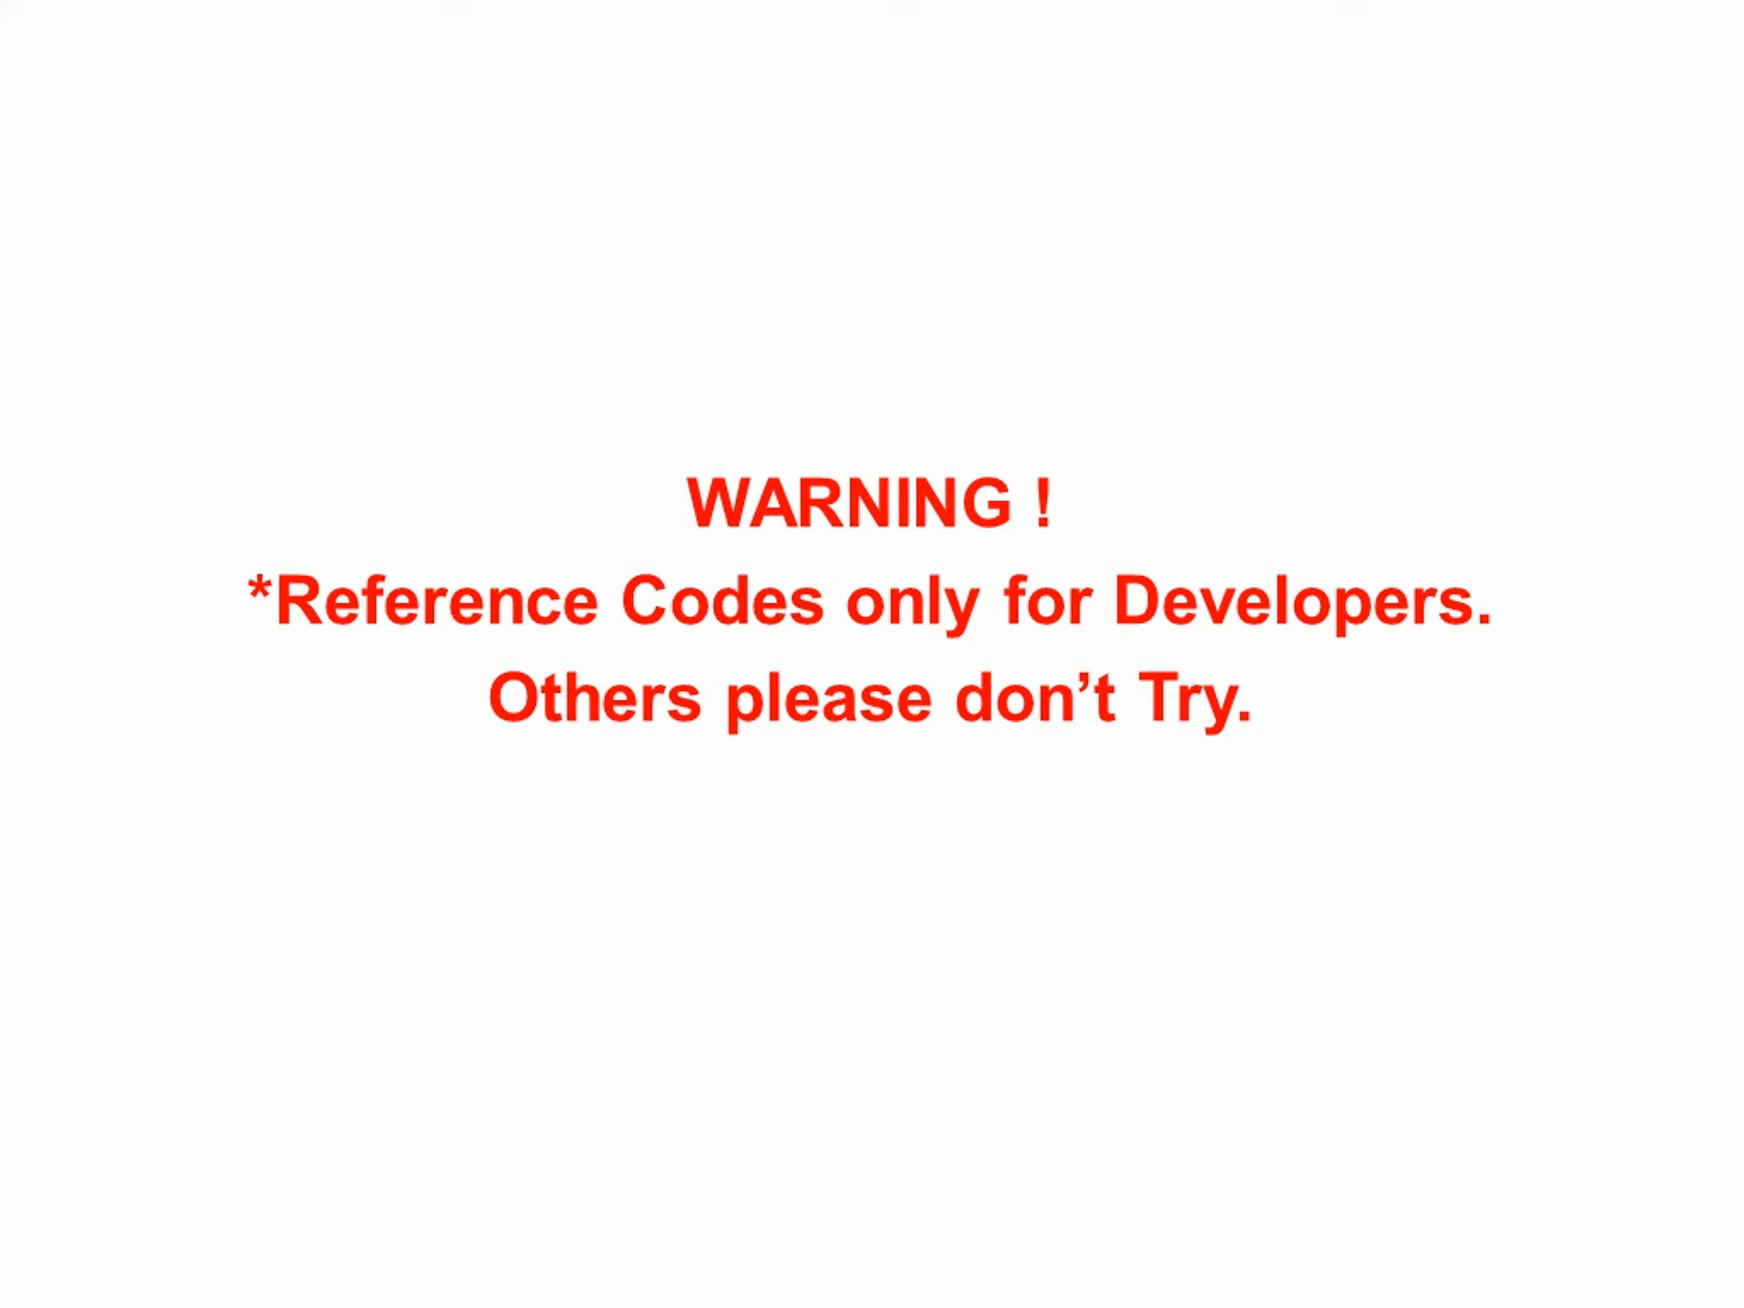 WARNING !
*Reference Codes only for Developers.
Others please don’t Try.